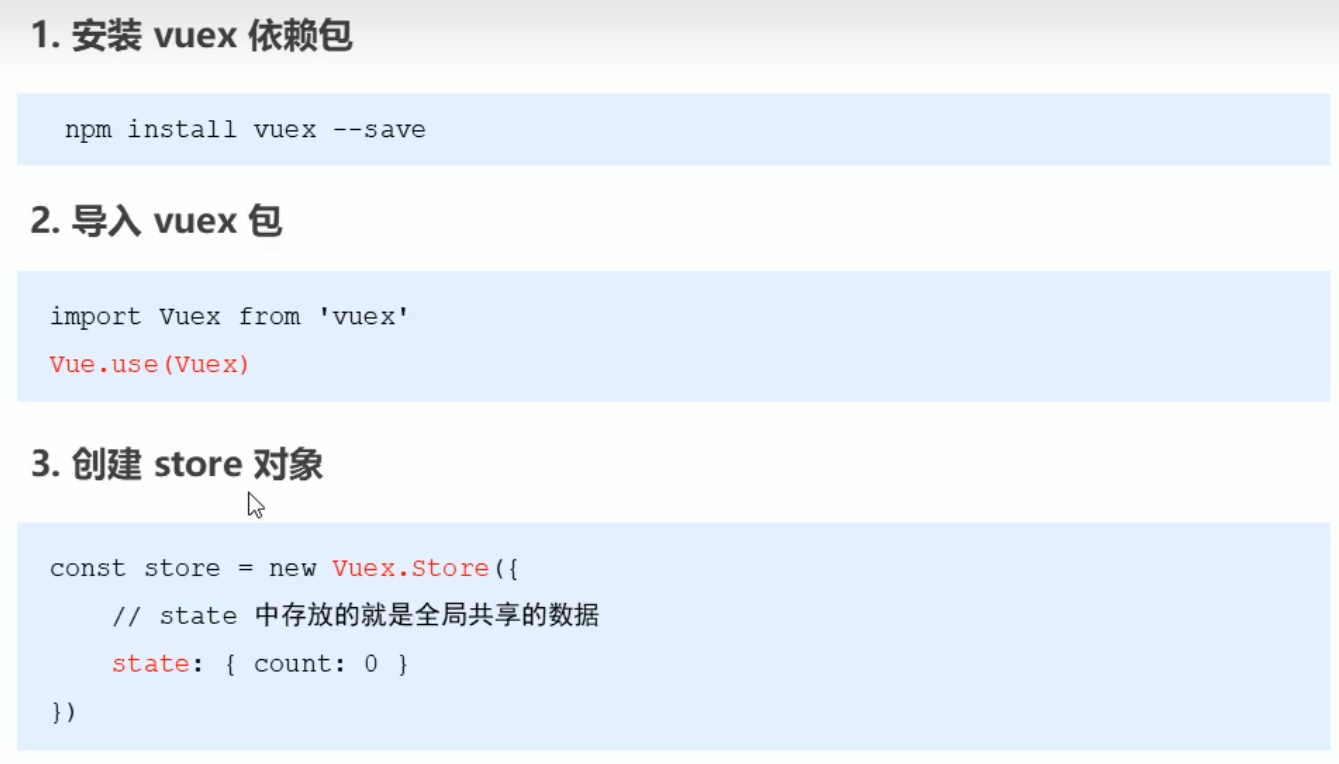 1. 安装 vuex 依赖包
npm install vuex --save
2. 导入 vuex 包
import Vuex from 'vuex'
Vue.use(Vuex)
3. 创建 store 对象
const store = new Vuex.Store({
    // state 中存放的就是全局共享的数据
    state: { count: 0 }
})